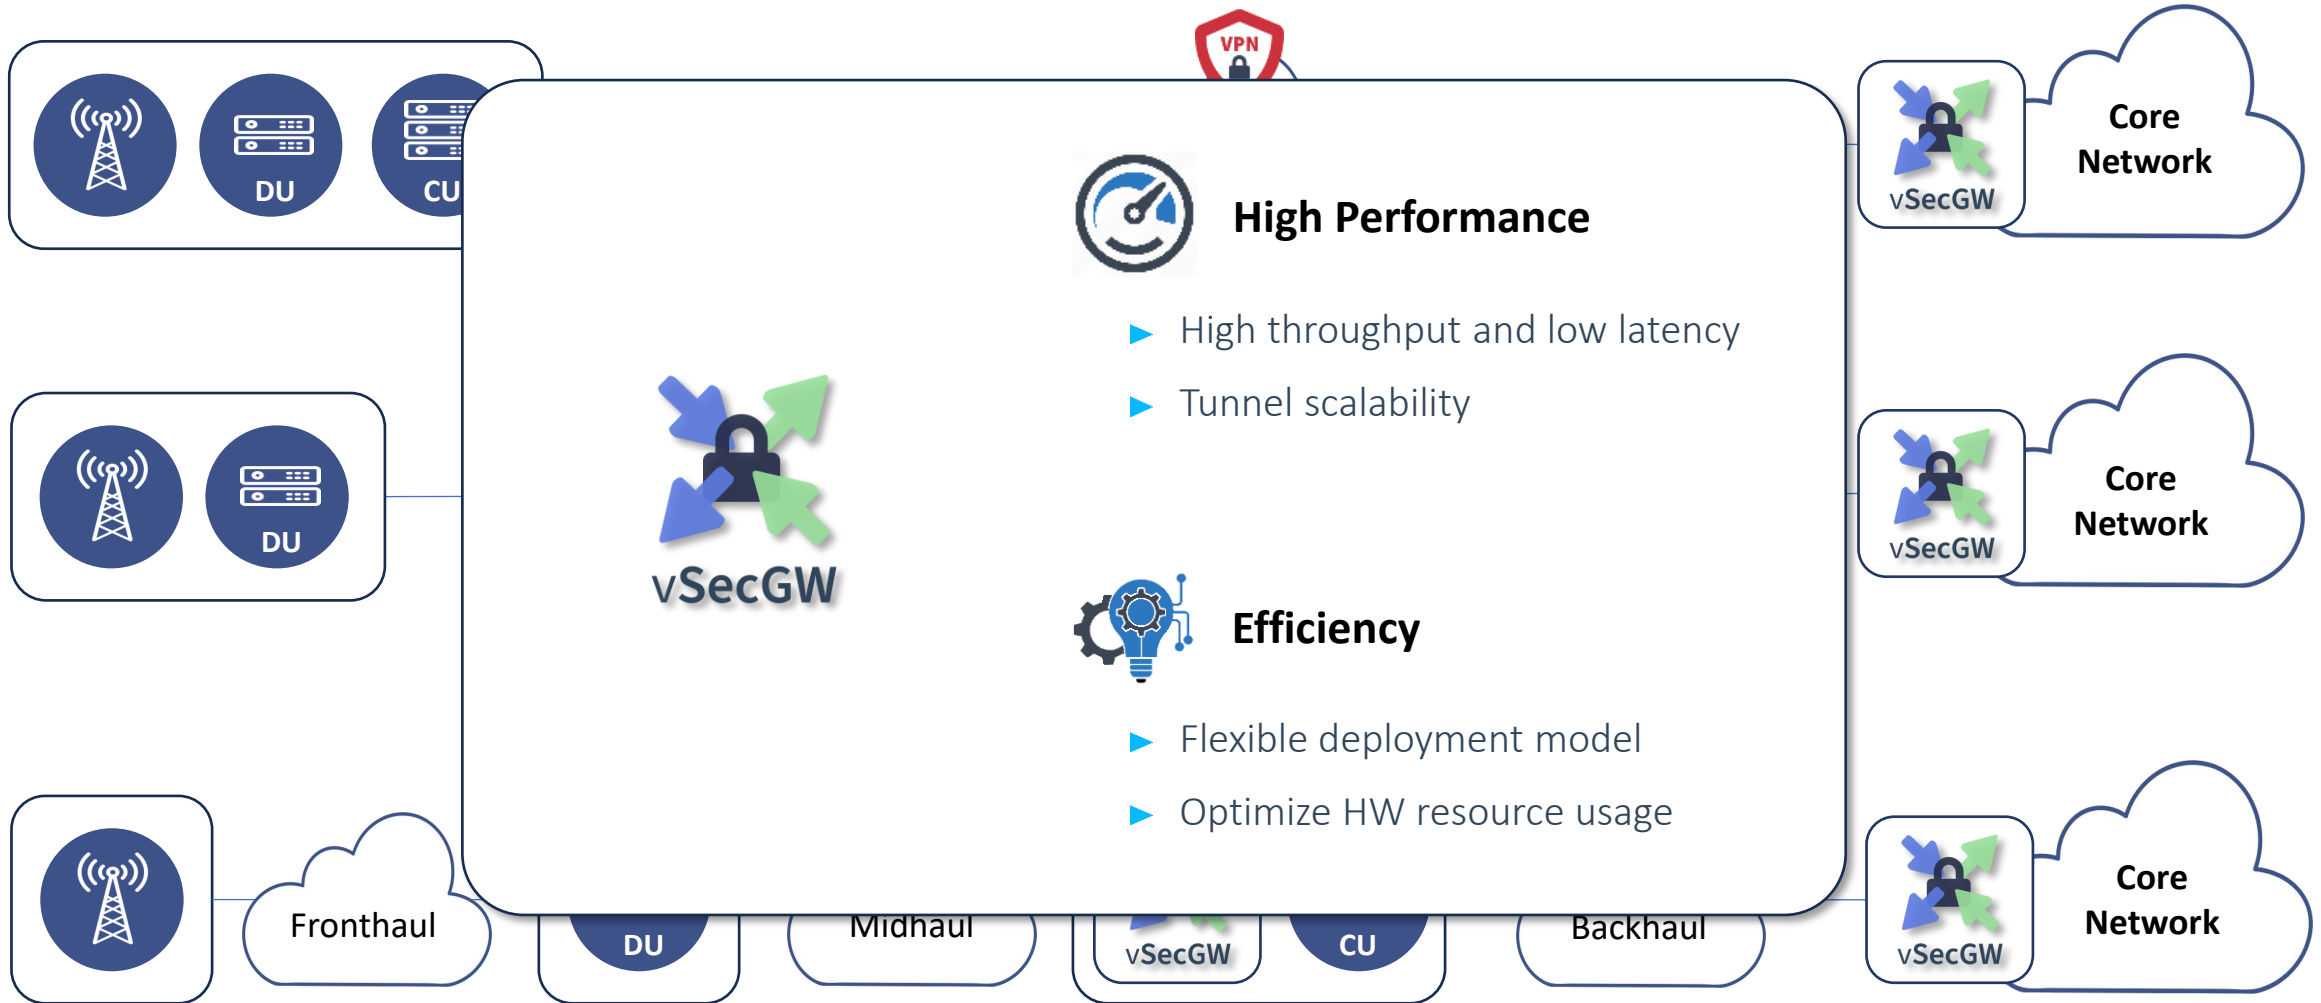 VPN
DU
CU
vSecGW
Core
Network
High Performance
High throughput and low latency
Tunnel scalability
DU
vSecGW
vSecGW
Core
Network
Efficiency
Flexible deployment model
Optimize HW resource usage
Fronthaul
DU
Midhaul
vSecGW
CU
Backhaul
vSecGW
Core
Network